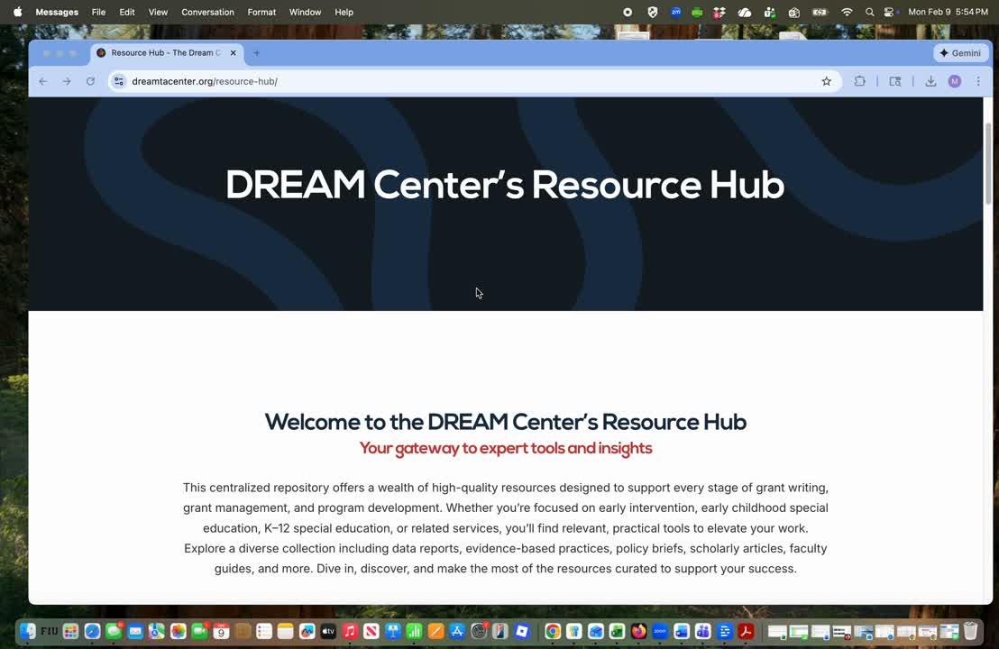 Messages File Edit View Conversation Format Window Help Mon Feb 9 5:54 PM
Resource Hub - The Dream C
Gemini
dreamtacenter.org/resource-hub/
M
DREAM Center's Resource Hub
Welcome to the DREAM Center's Resource Hub
Your gateway to expert tools and insights
This centralized repository offers a wealth of high-quality resources designed to support every stage of grant writing,
grant management, and program development. Whether you're focused on early intervention, early childhood special
education, K–12 special education, or related services, you'll find relevant, practical tools to elevate your work.
Explore a diverse collection including data reports, evidence-based practices, policy briefs, scholarly articles, faculty
guides, and more. Dive in, discover, and make the most of the resources curated to support your success.
FIU